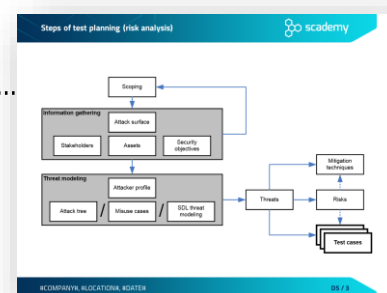 Steps of test planning (risk analysis)
scademy
Scoping
Information gathering
Attack surface
Stakeholders
Assets
Security
objectives
Threat modeling
Attacker profile
Attack tree
/
Misuse cases
/
SDL threat
modeling
Threats
Mitigation
techniques
Risks
Test cases
#COMPANY#, #LOCATION#, #DATE#
D5 / 3